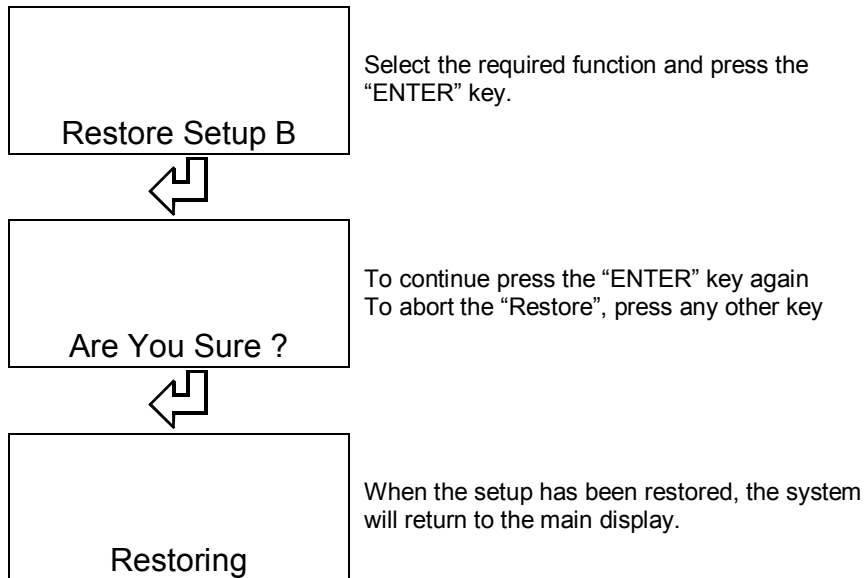 Select the required function and press the
“ENTER” key.
Restore Setup B
To continue press the “ENTER” key again
To abort the “Restore”, press any other key
Are You Sure ?
When the setup has been restored, the system
will return to the main display.
Restoring